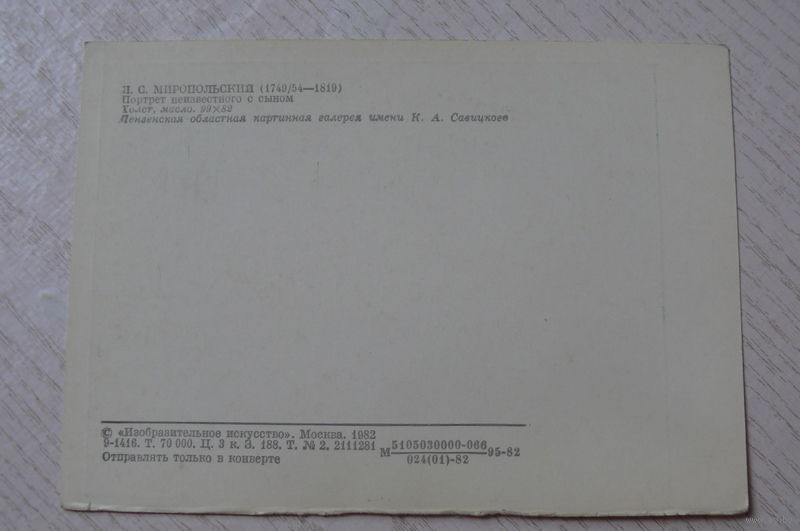 Л. С. МИРОПОЛЬСКИЙ (1749/54—1819)
Портрет неизвестного с сыном
Холст, масло. 99×82
Пензенская областная картинная галерея имени К. А. Савицкого
© «Изобразительное искусство». Москва. 1982
9-1416. Т. 70 000. Ц. 3 к. З. 188. Т. № 2. 2111281 М 5105030000-066 95-82
024(01)-82
Отправлять только в конверте